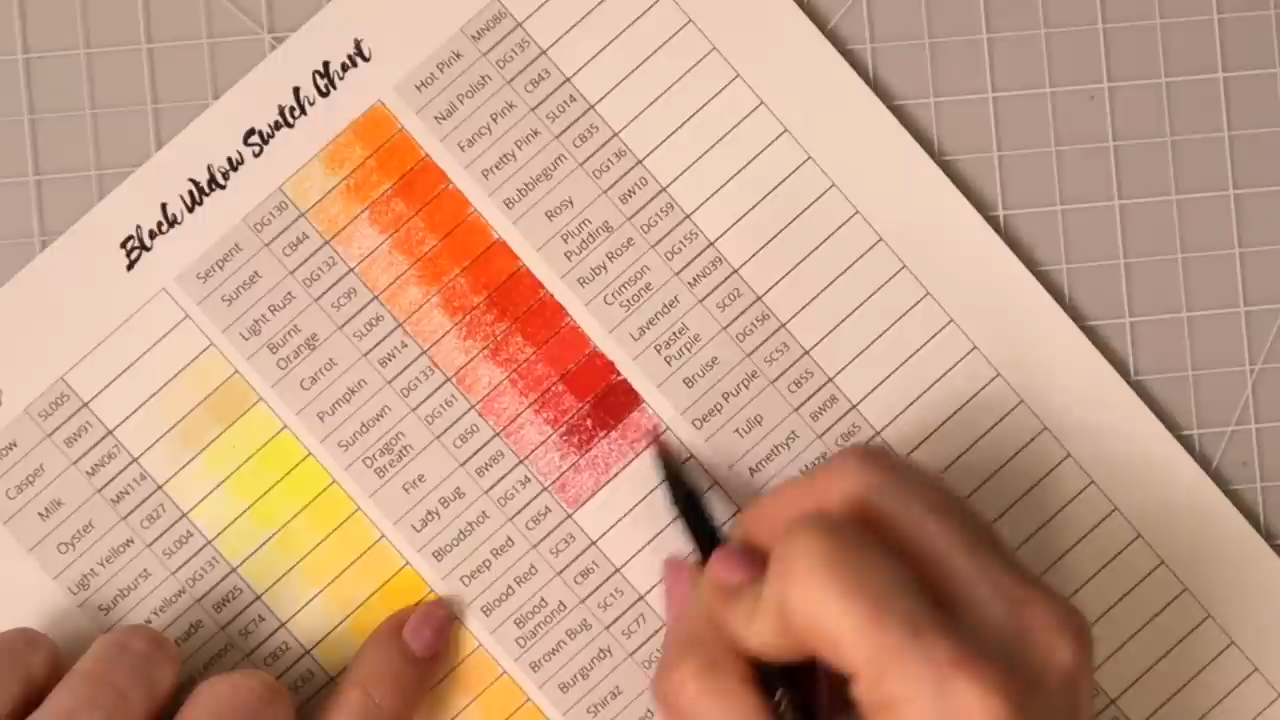 Black Widow Swatch Chart
SL005
Casper BW91
Milk MN067
Oyster MN114
Light Yellow CB27
Sunburst SL004
Yellow DG131
BW25
Lemon SC74
CB32
SC63
Serpent DG130
Sunset CB44
Light Rust DG132
Burnt
Orange SC99
Carrot SL006
Pumpkin BW14
Sundown DG133
Dragon
Breath DG161
Fire CB50
Lady Bug BW89
Bloodshot DG134
Deep Red CB54
Blood Red SC33
Blood
Diamond CB61
Brown Bug SC15
Burgundy SC77
Shiraz
Hot Pink MN086
Nail Polish DG135
Fancy Pink CB43
Pretty Pink SL014
Bubblegum CB35
Rosy DG136
Plum
Pudding BW10
Ruby Rose DG159
Crimson
Stone DG155
Lavender MN039
Pastel
Purple SC02
Bruise DG156
Deep Purple SC53
Tulip CB55
Amethyst BW08
CB65